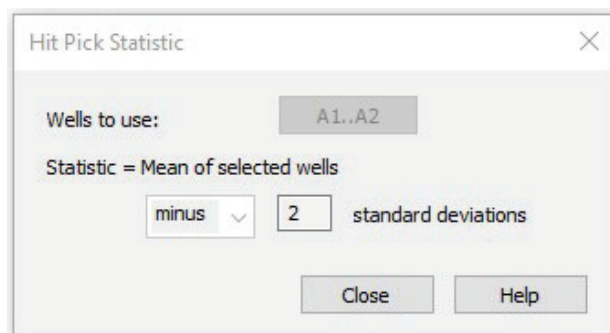 Hit Pick Statistic
Wells to use: A1..A2
Statistic = Mean of selected wells
minus 2 standard deviations
Close Help